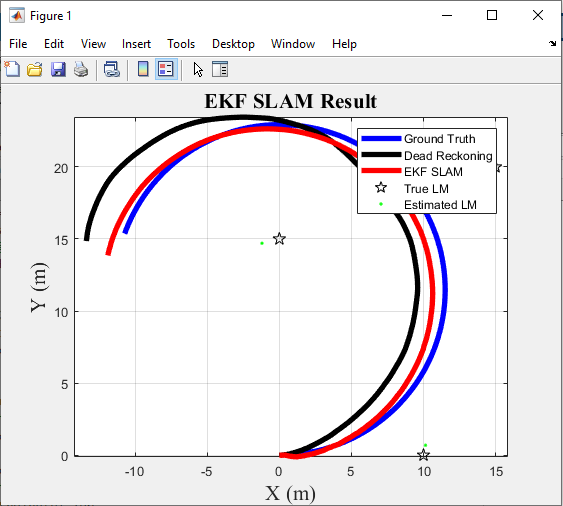 Figure 1
File Edit View Insert Tools Desktop Window Help
EKF SLAM Result
Ground Truth
Dead Reckoning
EKF SLAM
True LM
Estimated LM
20
15
10
5
0
Y (m)
-10 -5 0 5 10 15
X (m)